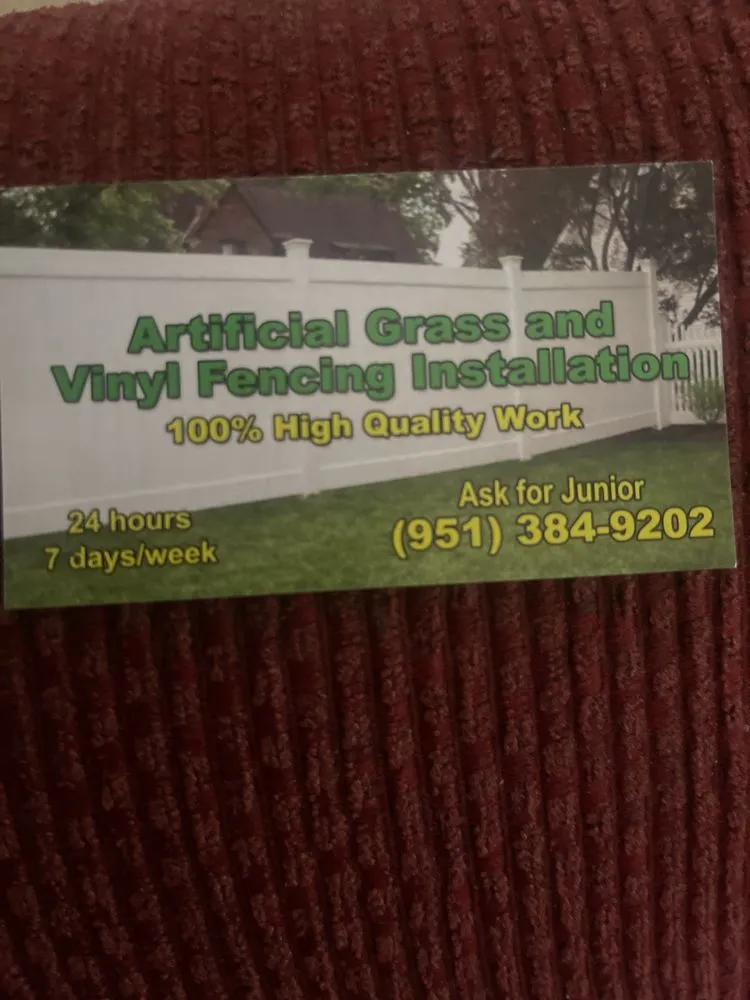 Artificial Grass and
Vinyl Fencing Installation
100% High Quality Work
24 hours
7 days/week
Ask for Junior
(951) 384-9202